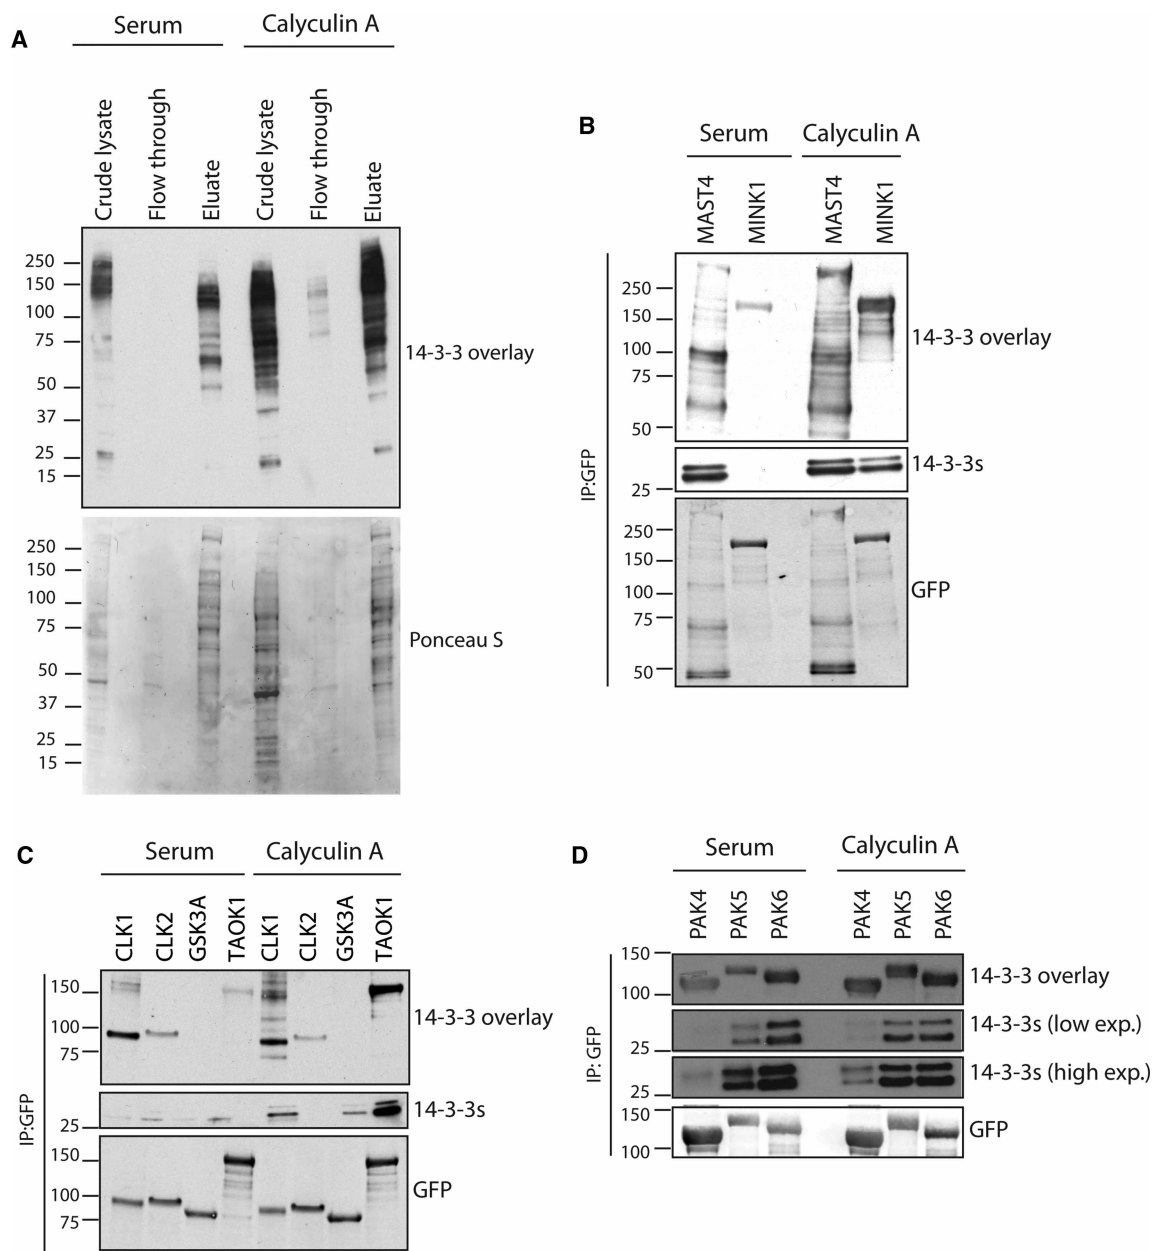 A
Serum
Calyculin A
Crude lysate
Flow through
Eluate
Crude lysate
Flow through
Eluate
250
150
100
75
50
37
25
15
14-3-3 overlay
250
150
100
75
50
37
25
15
Ponceau S
B
Serum
Calyculin A
MAST4
MINK1
MAST4
MINK1
IP:GFP
250
150
100
75
50
14-3-3 overlay
25
14-3-3s
250
150
100
75
50
GFP
C
Serum
Calyculin A
CLK1
CLK2
GSK3A
TAOK1
CLK1
CLK2
GSK3A
TAOK1
IP:GFP
150
100
75
14-3-3 overlay
25
14-3-3s
150
100
75
GFP
D
Serum
Calyculin A
PAK4
PAK5
PAK6
PAK4
PAK5
PAK6
IP: GFP
150
100
14-3-3 overlay
25
14-3-3s (low exp.)
25
14-3-3s (high exp.)
150
100
GFP